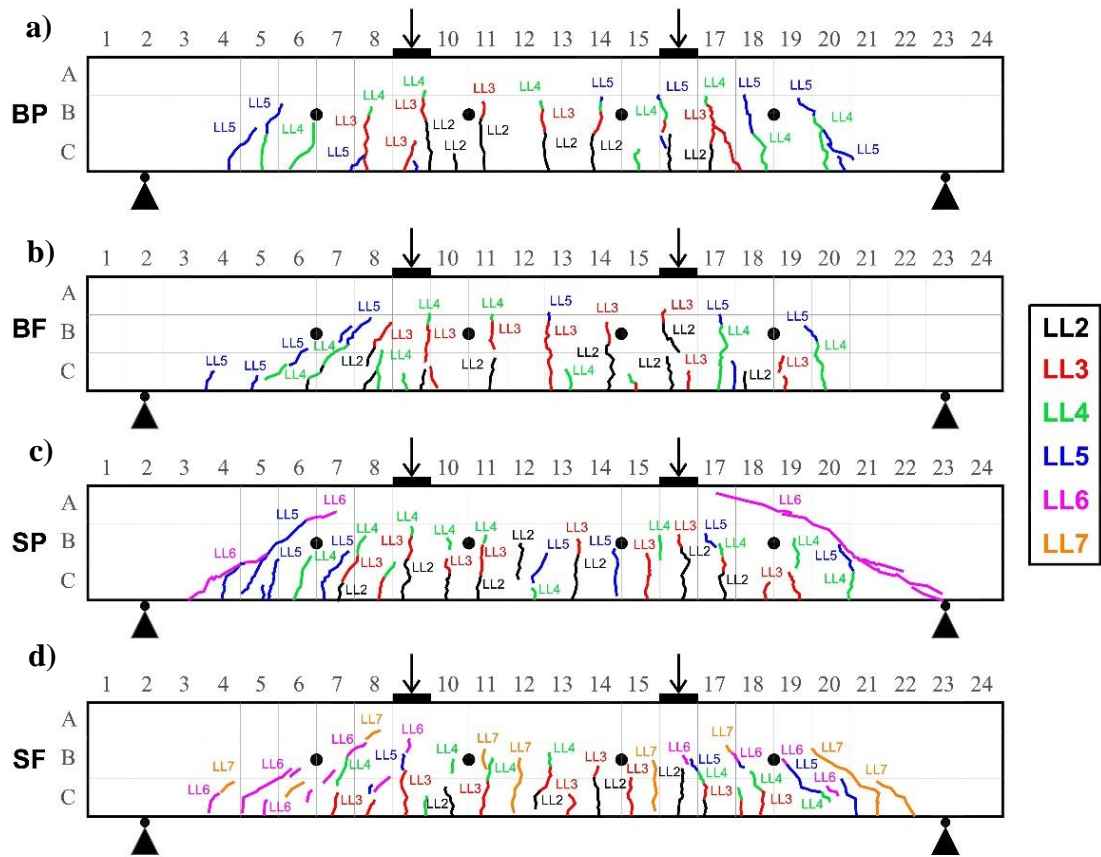 a)
1 2 3 4 5 6 7 8 10 11 12 13 14 15 17 18 19 20 21 22 23 24
A
LL4 LL3 LL4 LL5 LL5 LL4 LL5 LL5
BP
B
LL5 LL4 LL3
LL5 LL4 LL3 LL2 LL3 LL3 LL3 LL3 LL4
C
LL3 LL2 LL2 LL4
LL5 LL2 LL4 LL2 LL5
b)
1 2 3 4 5 6 7 8 10 11 12 13 14 15 17 18 19 20 21 22 23 24
A
LL5 LL4 LL4 LL5 LL3 LL3 LL5
BF
B
LL3 LL3 LL3 LL3 LL2 LL4 LL5
LL5 LL4 LL2 LL4
C
LL5 LL5 LL4 LL2 LL4 LL2 LL4 LL3 LL2 LL3
c)
1 2 3 4 5 6 7 8 10 11 12 13 14 15 17 18 19 20 21 22 23 24
A
LL6 LL6
LL5 LL4 LL4 LL4 LL4 LL3 LL4 LL3 LL5
SP
B
LL3 LL2 LL5 LL5 LL3 LL4 LL4 LL5
LL6 LL5 LL4 LL3 LL3 LL3 LL2 LL2
C
LL2 LL2 LL2 LL4 LL2 LL2 LL3 LL4
d)
1 2 3 4 5 6 7 8 10 11 12 13 14 15 17 18 19 20 21 22 23 24
A
LL7 LL6
SF
B
LL6 LL5 LL4 LL7 LL7 LL4 LL3 LL7 LL6 LL7 LL6 LL7
LL6 LL7 LL4 LL6 LL3 LL4 LL3 LL2 LL5 LL6 LL5 LL7
C
LL6 LL6 LL3 LL3 LL2 LL3 LL2 LL3 LL2 LL3 LL4 LL3 LL4 LL6 LL4
LL2
LL3
LL4
LL5
LL6
LL7